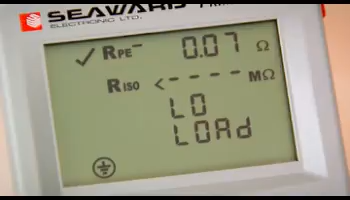 SEAWARD
ELECTRONIC LTD.
✓ RPE⁻ 0.07 Ω
RISO <---- MΩ
LO
LOAd